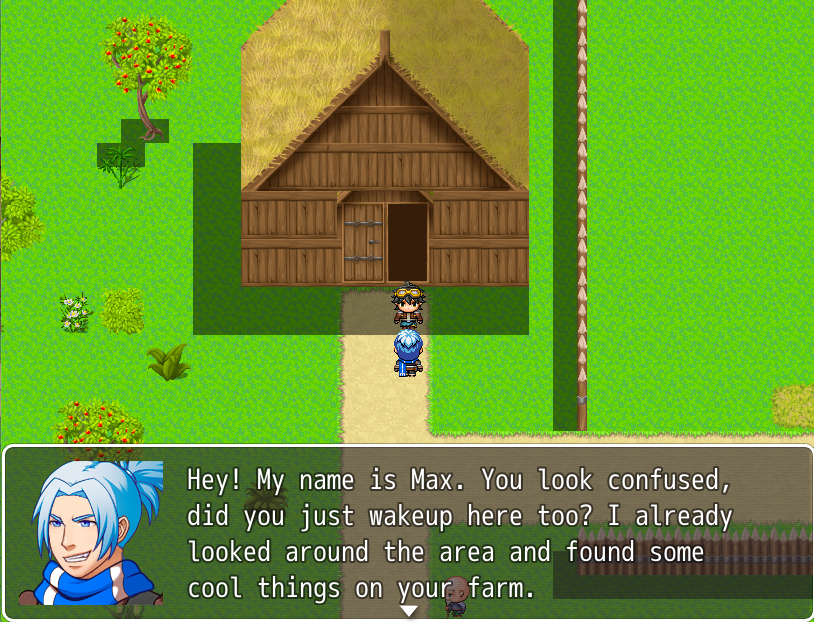 Hey! My name is Max. You look confused,
did you just wakeup here too? I already
looked around the area and found some
cool things on your farm.